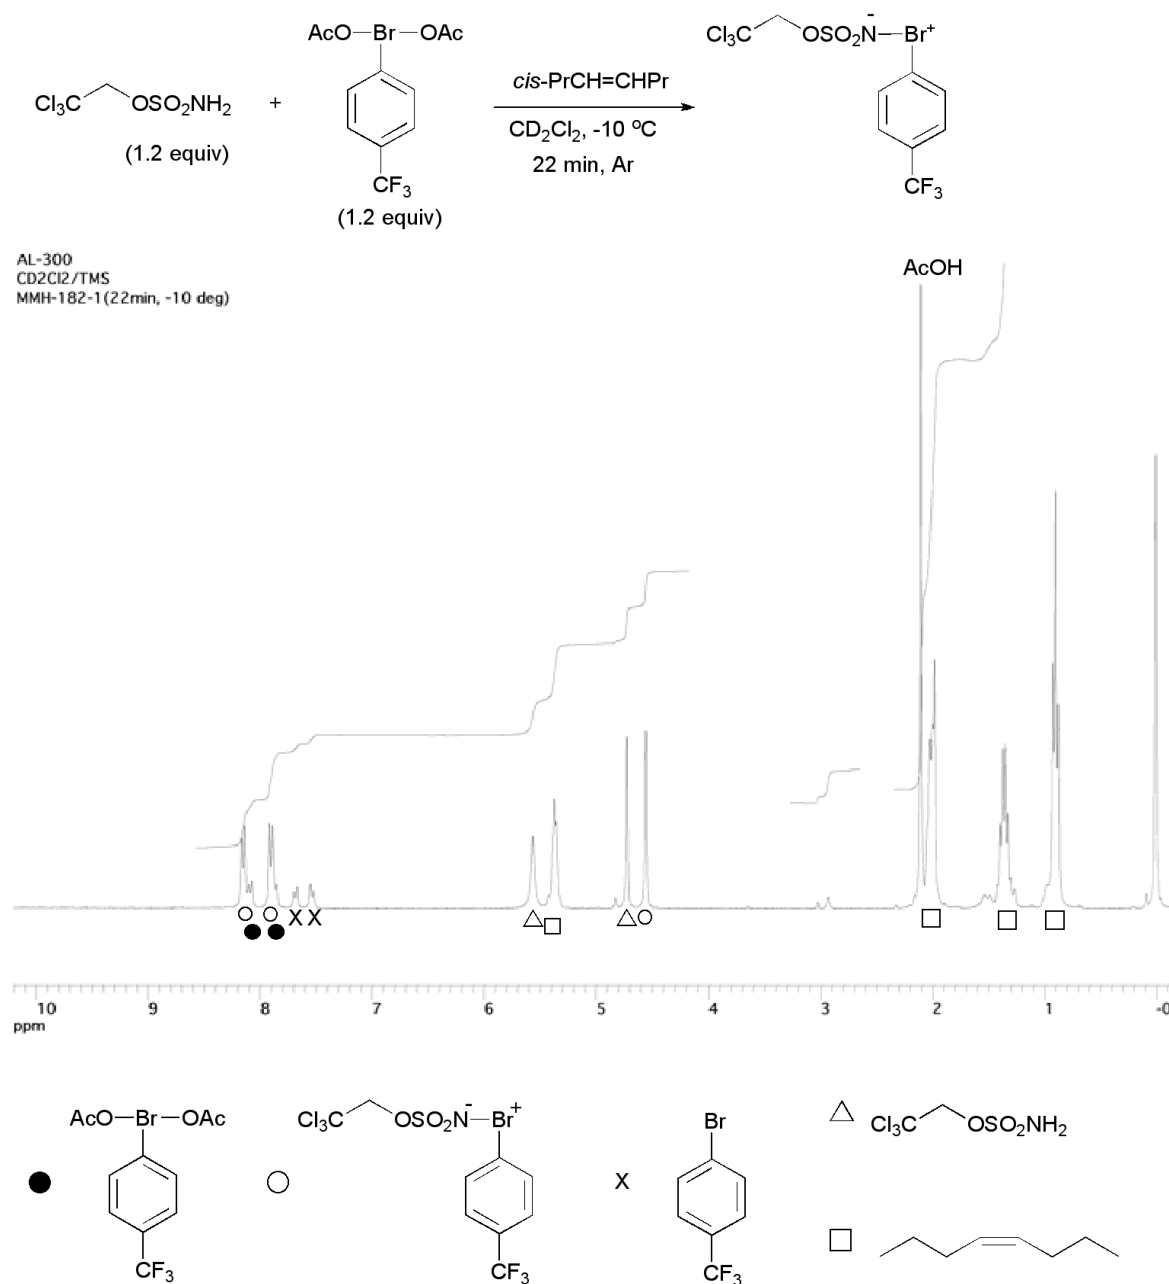 AcO—Br—OAc
Cl3C OSO2N-—Br+
Cl3C OSO2NH2 +
cis-PrCH=CHPr
CD2Cl2, -10 oC
22 min, Ar
(1.2 equiv)
CF3
CF3
(1.2 equiv)
AL-300
CD2Cl2/TMS
MMH-182-1(22min, -10 deg)
AcOH
X X
10 9 8 7 6 5 4 3 2 1 -0
ppm
AcO—Br—OAc
Cl3C OSO2N-—Br+
Br
Cl3C OSO2NH2
X
CF3
CF3
CF3